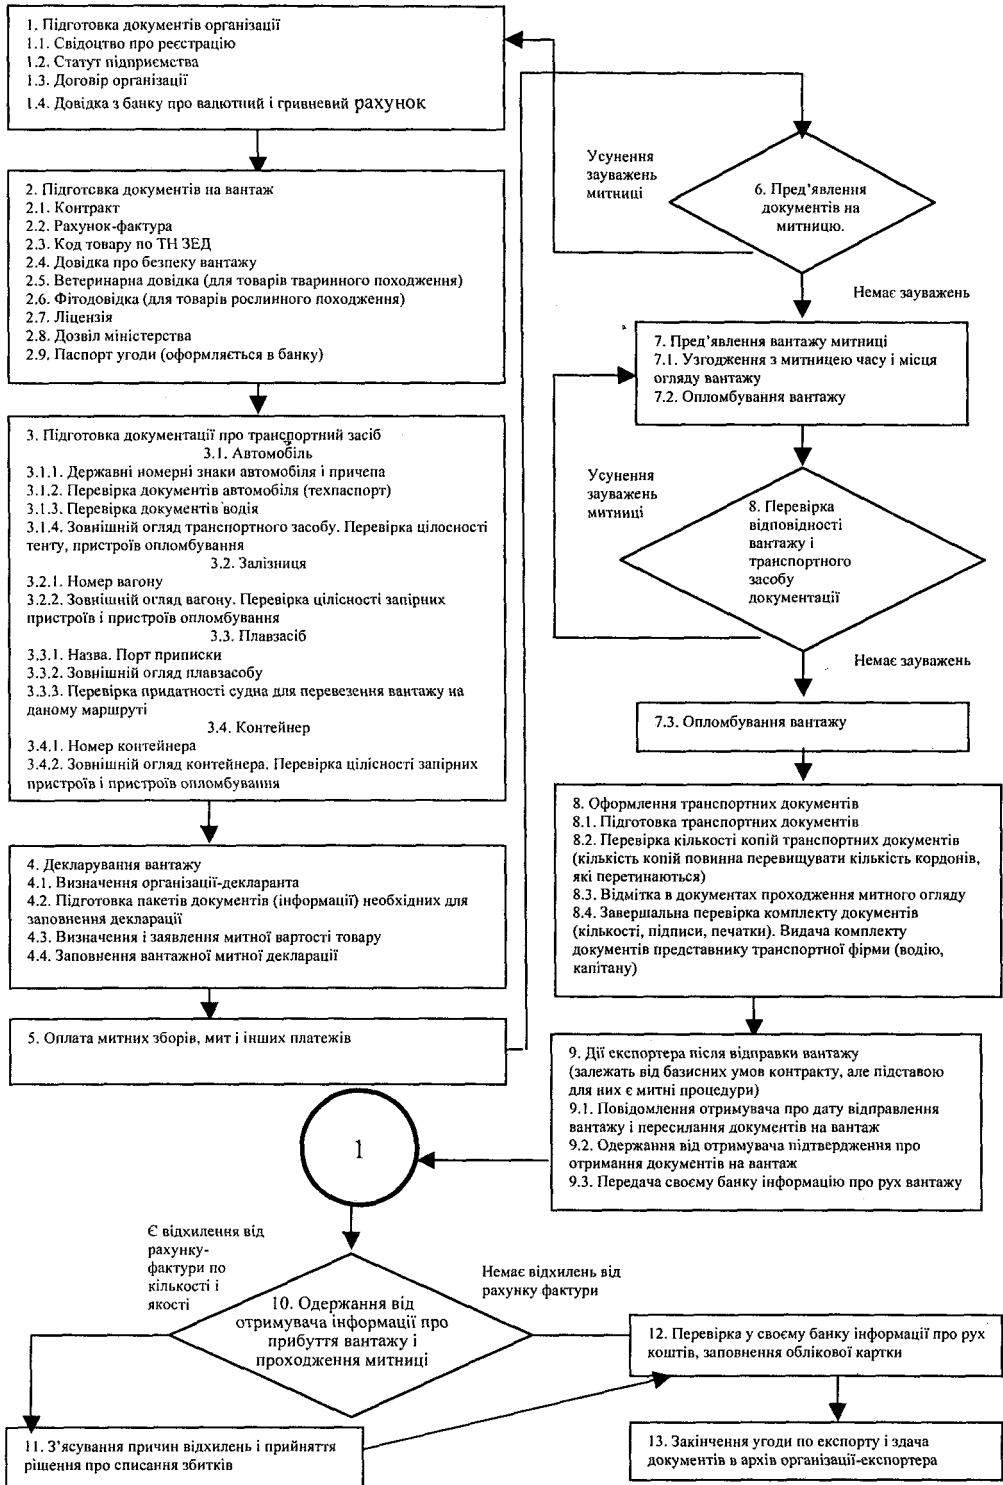 1. Підготовка документів організації
1.1. Свідоцтво про реєстрацію
1.2. Статут підприємства
1.3. Договір організації
1.4. Довідка з банку про валютний і гривневий рахунок
2. Підготовка документів на вантаж
2.1. Контракт
2.2. Рахунок-фактура
2.3. Код товару по ТН ЗЕД
2.4. Довідка про безпеку вантажу
2.5. Ветеринарна довідка (для товарів тваринного походження)
2.6. Фітодовідка (для товарів рослинного походження)
2.7. Ліцензія
2.8. Дозвіл міністерства
2.9. Паспорт угоди (оформляється в банку)
3. Підготовка документації про транспортний засіб
3.1. Автомобіль
3.1.1. Державні номерні знаки автомобіля і причепа
3.1.2. Перевірка документів автомобіля (техпаспорт)
3.1.3. Перевірка документів водія
3.1.4. Зовнішній огляд транспортного засобу. Перевірка цілосності
тенту, пристроїв опломбування
3.2. Залізниця
3.2.1. Номер вагону
3.2.2. Зовнішній огляд вагону. Перевірка цілісності запірних
пристроїв і пристроїв опломбування
3.3. Плавзасіб
3.3.1. Назва. Порт приписки
3.3.2. Зовнішній огляд плавзасобу
3.3.3. Перевірка придатності судна для перевезення вантажу на
даному маршруті
3.4. Контейнер
3.4.1. Номер контейнера
3.4.2. Зовнішній огляд контейнера. Перевірка цілісності запірних
пристроїв і пристроїв опломбування
4. Декларування вантажу
4.1. Визначення організації-декларанта
4.2. Підготовка пакетів документів (інформації) необхідних для
заповнення декларації
4.3. Визначення і заявлення митної вартості товару
4.4. Заповнення вантажної митної декларації
5. Оплата митних зборів, мит і інших платежів
Усунення
зауважень
митниці
6. Пред’явлення
документів на
митницю.
Немає зауважень
7. Пред’явлення вантажу митниці
7.1. Узгодження з митницею часу і місця
огляду вантажу
7.2. Опломбування вантажу
Усунення
зауважень
митниці
8. Перевірка
відповідності
вантажу і
транспортного
засобу
документації
Немає зауважень
7.3. Опломбування вантажу
8. Оформлення транспортних документів
8.1. Підготовка транспортних документів
8.2. Перевірка кількості копій транспортних документів
(кількість копій повинна перевищувати кількість кордонів,
які перетинаються)
8.3. Відмітка в документах проходження митного огляду
8.4. Завершальна перевірка комплекту документів
(кількості, підписи, печатки). Видача комплекту
документів представнику транспортної фірми (водію,
капітану)
9. Дії експортера після відправки вантажу
(залежать від базисних умов контракту, але підставою
для них є митні процедури)
9.1. Повідомлення отримувача про дату відправлення
вантажу і пересилання документів на вантаж
9.2. Одержання від отримувача підтвердження про
отримання документів на вантаж
9.3. Передача своєму банку інформацію про рух вантажу
1
Є відхилення від
рахунку-
фактури по
кількості і
якості
Немає відхилень від
рахунку фактури
10. Одержання від
отримувача інформації про
прибуття вантажу і
проходження митниці
12. Перевірка у своєму банку інформації про рух
коштів, заповнення облікової картки
11. З’ясування причин відхилень і прийняття
рішення про списання збитків
13. Закінчення угоди по експорту і здача
документів в архів організації-експортера